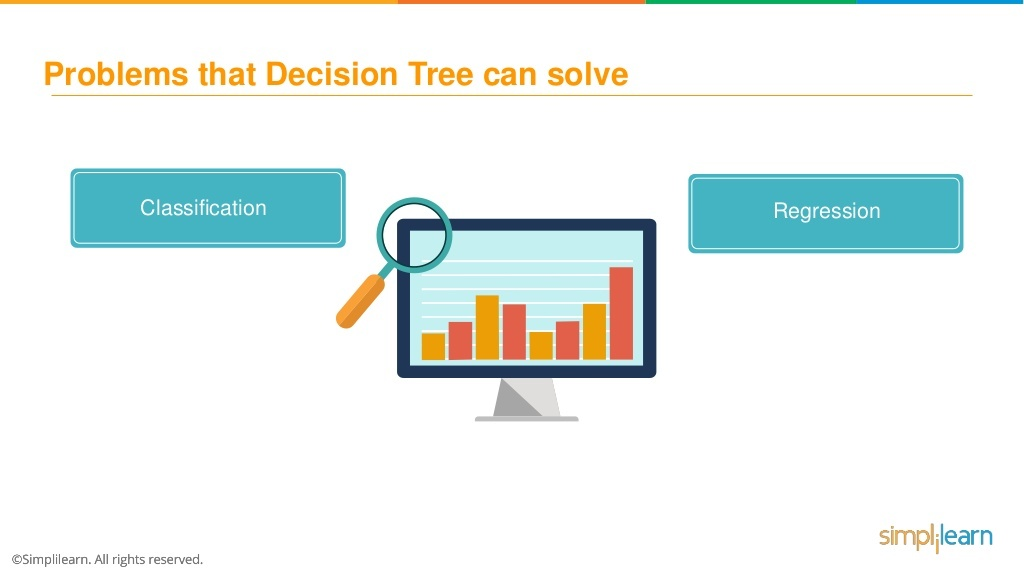 Problems that Decision Tree can solve
Classification
Regression
simplilearn
©Simplilearn. All rights reserved.